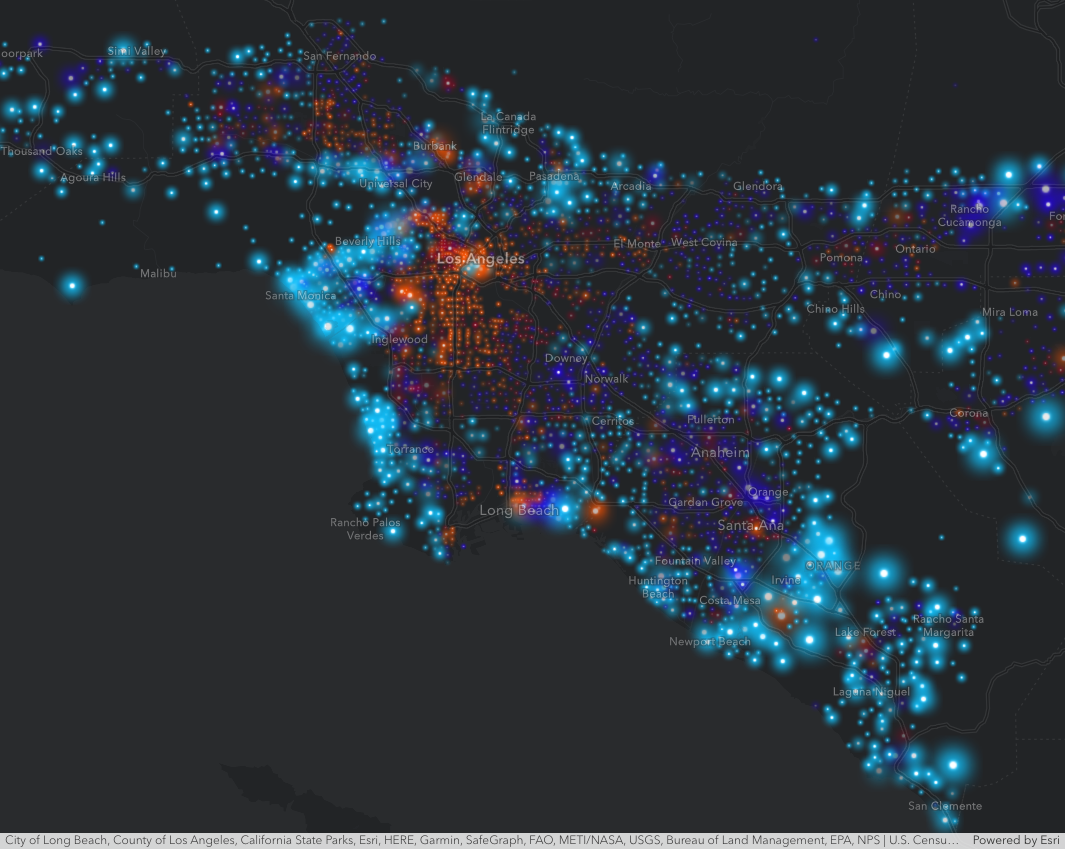 oorpark
Simi Valley
San Fernando
La Canada
Flintridge
Thousand Oaks
Burbank
Agoura Hills
Universal City
Glendale
Pasadena
Arcadia
Glendora
Rancho
Cucamonga
Fo
Beverly Hills
El Monte
West Covina
Ontario
Los Angeles
Pomona
Malibu
Santa Monica
Chino
Chino Hills
Mira Loma
Inglewood
Downey
Norwalk
Corona
Cerritos
Fullerton
Torrance
Anaheim
Orange
Long Beach
Garden Grove
Rancho Palos
Verdes
Santa Ana
Fountain Valley
ORANGE
Huntington
Beach
Irvine
Costa Mesa
Rancho Santa
Margarita
Newport Beach
Lake Forest
Laguna Niguel
San Clemente
City of Long Beach, County of Los Angeles, California State Parks, Esri, HERE, Garmin, SafeGraph, FAO, METI/NASA, USGS, Bureau of Land Management, EPA, NPS | U.S. Censu… Powered by Esri